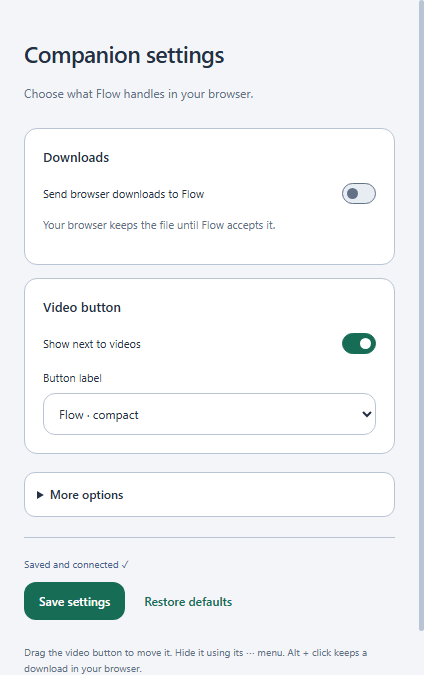 Companion settings
Choose what Flow handles in your browser.
Downloads
Send browser downloads to Flow
Your browser keeps the file until Flow accepts it.
Video button
Show next to videos
Button label
Flow · compact
More options
Saved and connected ✓
Save settings
Restore defaults
Drag the video button to move it. Hide it using its ··· menu. Alt + click keeps a
download in your browser.